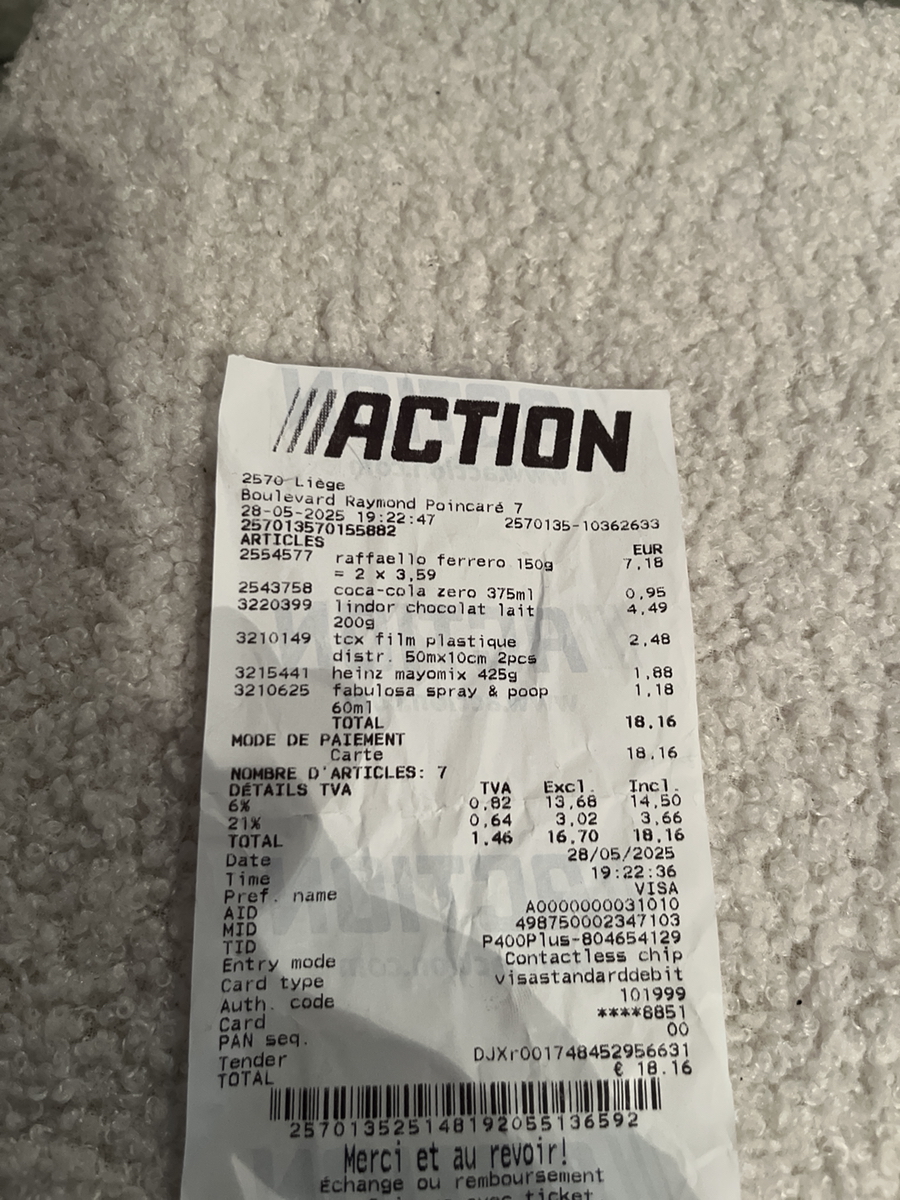 ///ACTION
2570 Liège
Boulevard Raymond Poincaré 7
28-05-2025 19:22:47 2570135-10362633
257013570155882
ARTICLES EUR
2554577 raffaello ferrero 150g 7,18
= 2 x 3,59
2543758 coca-cola zero 375ml 0,95
3220399 lindor chocolat lait 4,49
200g
3210149 tcx film plastique 2,48
distr. 50mx10cm 2pcs
3215441 heinz mayomix 425g 1,88
3210625 fabulosa spray & poop 1,18
60ml
TOTAL 18.16
MODE DE PAIEMENT
Carte 18,16
NOMBRE D'ARTICLES: 7
DÉTAILS TVA TVA Excl. Incl.
6% 0,82 13,68 14,50
21% 0,64 3,02 3,66
TOTAL 1.46 16.70 18.16
Date 28/05/2025
Time 19:22:36
Pref. name VISA
AID A0000000031010
MID 498750002347103
TID P400Plus-804654129
Entry mode Contactless chip
Card type visastandarddebit
Auth. code 101999
Card ****6851
PAN seq. 00
Tender DJXr001748452956631
TOTAL € 18.16
257013525148192055136592
Merci et au revoir!
Échange ou remboursement
ticket